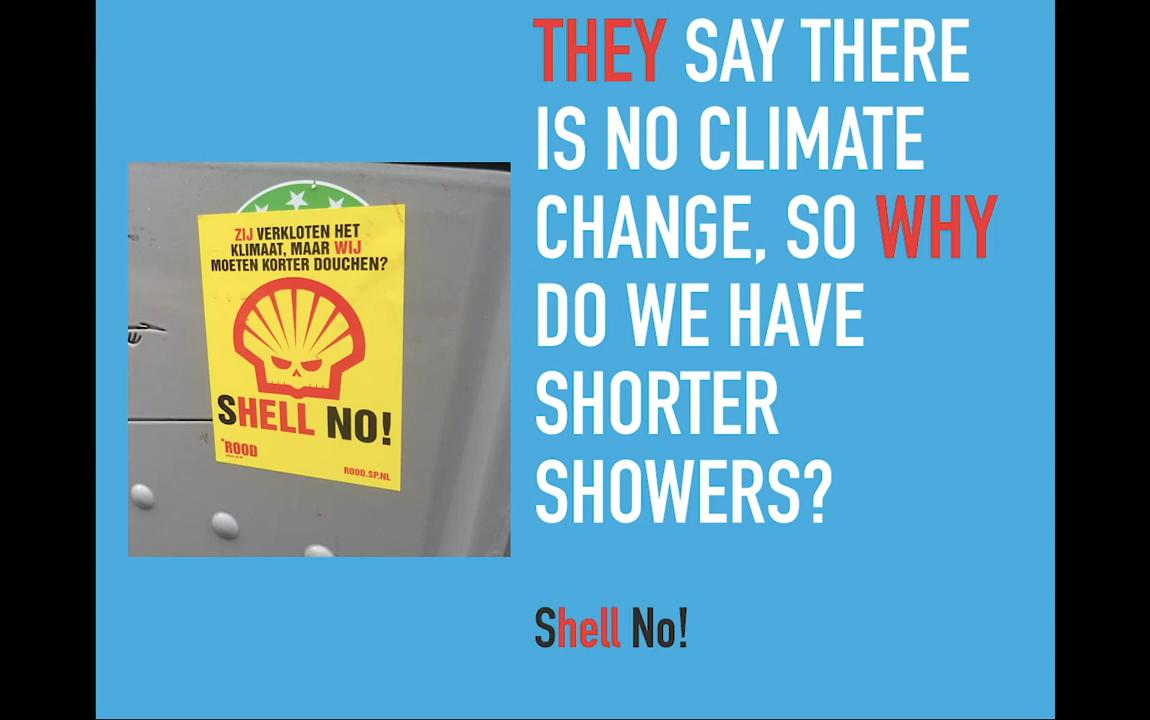 THEY SAY THERE
IS NO CLIMATE
CHANGE, SO WHY
DO WE HAVE
SHORTER
SHOWERS?
Shell No!
ZIJ VERKLOTEN HET
KLIMAAT, MAAR WIJ
MOETEN KORTER DOUCHEN?
SHELL NO!
*ROOD
ROOD.SP.NL